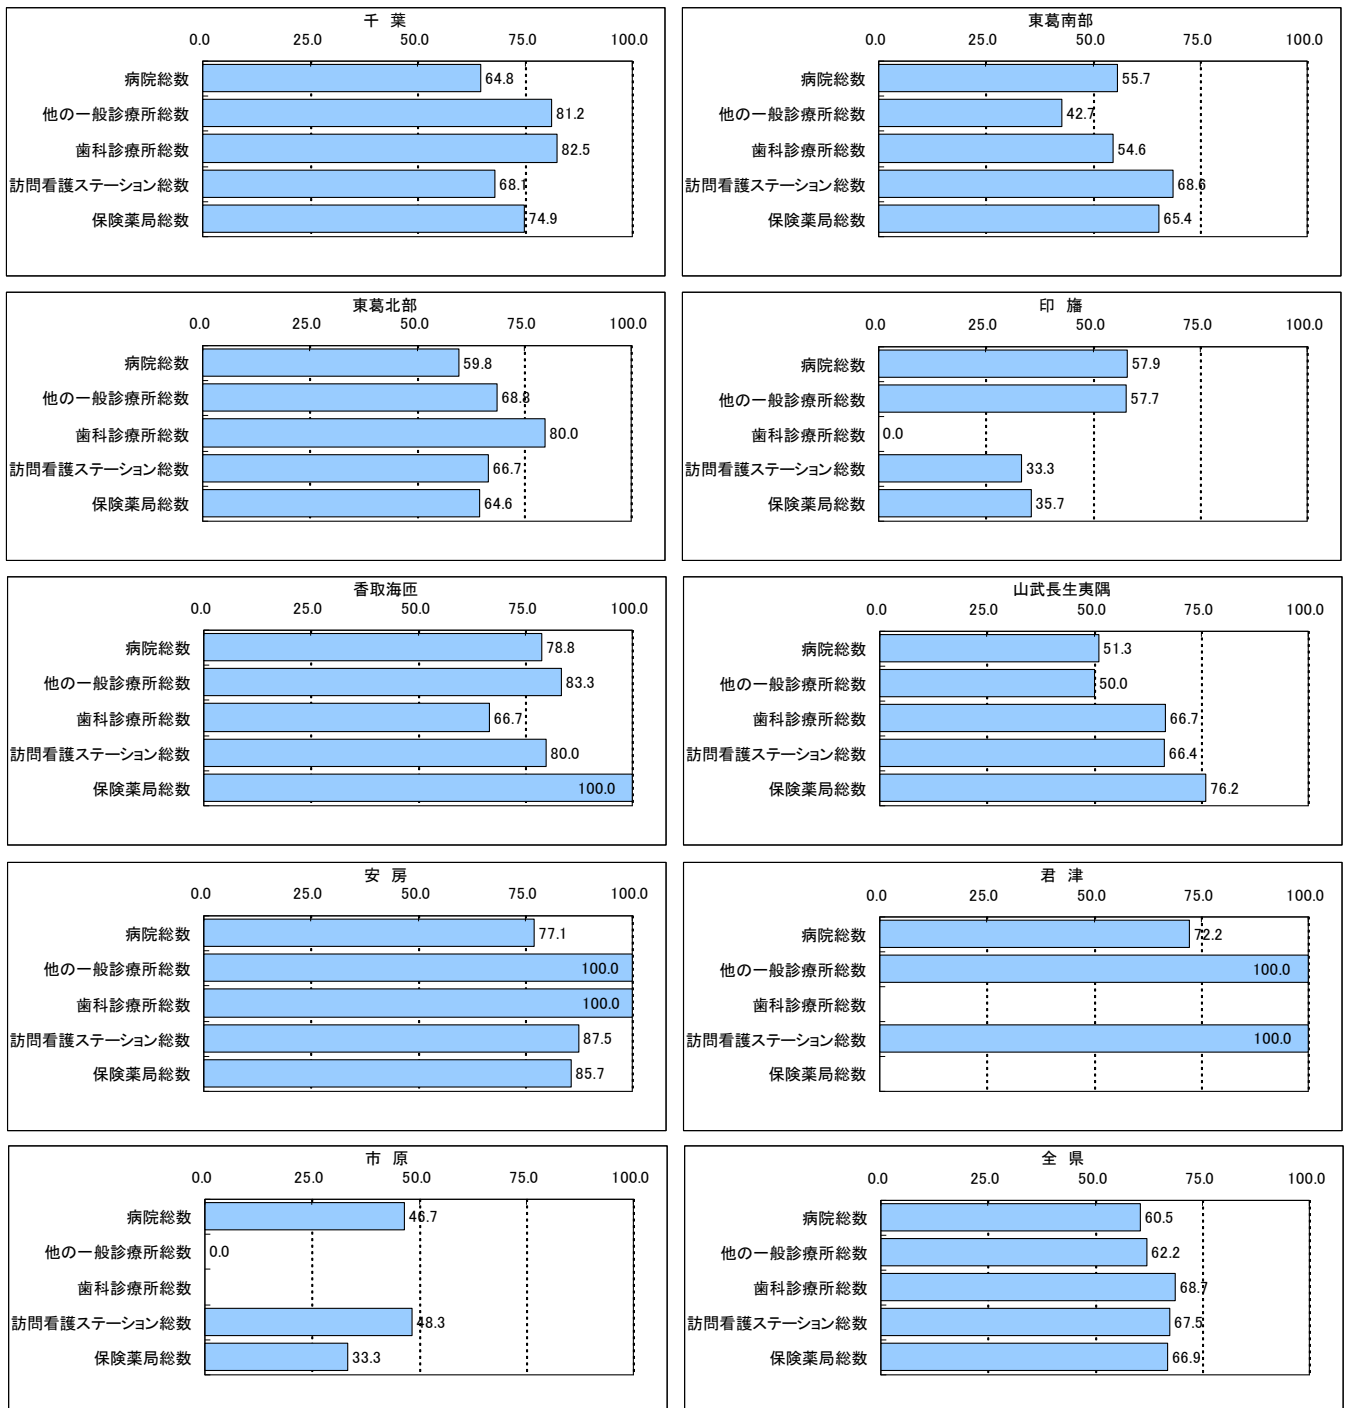 千 葉
0.0 25.0 50.0 75.0 100.0
病院総数 64.8
他の一般診療所総数 81.2
歯科診療所総数 82.5
訪問看護ステーション総数 68.1
保険薬局総数 74.9
東葛南部
0.0 25.0 50.0 75.0 100.0
病院総数 55.7
他の一般診療所総数 42.7
歯科診療所総数 54.6
訪問看護ステーション総数 68.6
保険薬局総数 65.4
東葛北部
0.0 25.0 50.0 75.0 100.0
病院総数 59.8
他の一般診療所総数 68.8
歯科診療所総数 80.0
訪問看護ステーション総数 66.7
保険薬局総数 64.6
印 旛
0.0 25.0 50.0 75.0 100.0
病院総数 57.9
他の一般診療所総数 57.7
歯科診療所総数 0.0
訪問看護ステーション総数 33.3
保険薬局総数 35.7
香取海匝
0.0 25.0 50.0 75.0 100.0
病院総数 78.8
他の一般診療所総数 83.3
歯科診療所総数 66.7
訪問看護ステーション総数 80.0
保険薬局総数 100.0
山武長生夷隅
0.0 25.0 50.0 75.0 100.0
病院総数 51.3
他の一般診療所総数 50.0
歯科診療所総数 66.7
訪問看護ステーション総数 66.4
保険薬局総数 76.2
安 房
0.0 25.0 50.0 75.0 100.0
病院総数 77.1
他の一般診療所総数 100.0
歯科診療所総数 100.0
訪問看護ステーション総数 87.5
保険薬局総数 85.7
君 津
0.0 25.0 50.0 75.0 100.0
病院総数 72.2
他の一般診療所総数 100.0
歯科診療所総数
訪問看護ステーション総数 100.0
保険薬局総数
市 原
0.0 25.0 50.0 75.0 100.0
病院総数 46.7
他の一般診療所総数 0.0
歯科診療所総数
訪問看護ステーション総数 48.3
保険薬局総数 33.3
全 県
0.0 25.0 50.0 75.0 100.0
病院総数 60.5
他の一般診療所総数 62.2
歯科診療所総数 68.7
訪問看護ステーション総数 67.5
保険薬局総数 66.9